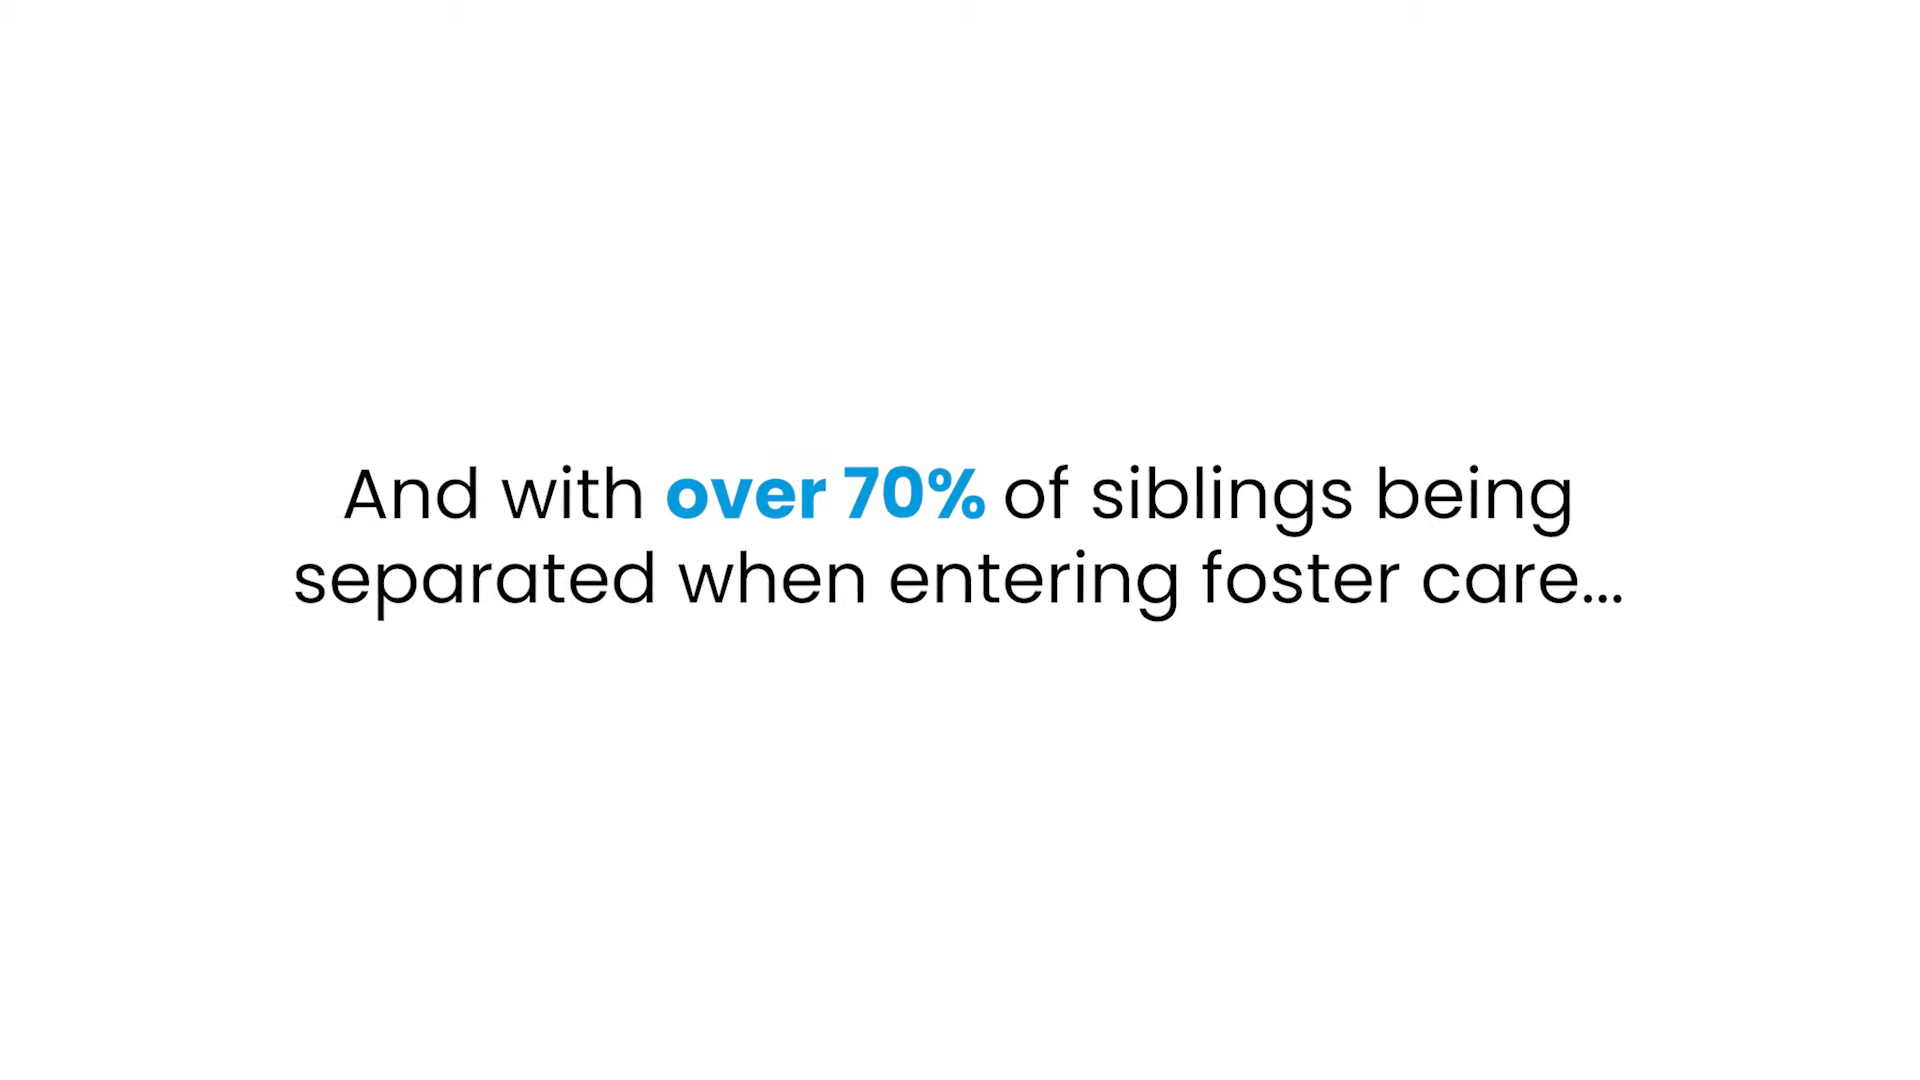 And with over 70% of siblings being
separated when entering foster care...